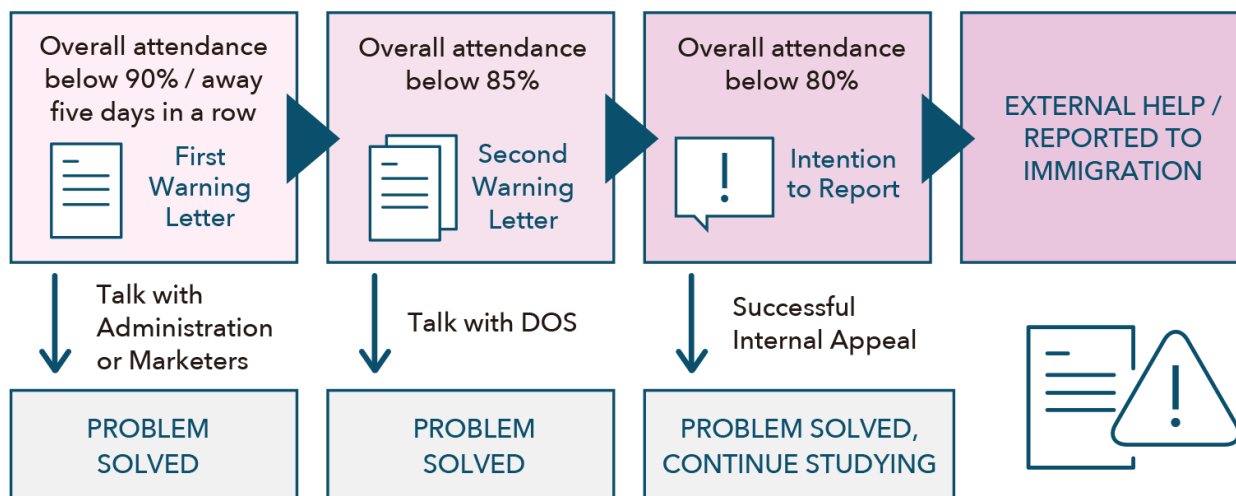 Overall attendance
below 90% / away
five days in a row
First
Warning
Letter
Overall attendance
below 85%
Second
Warning
Letter
Overall attendance
below 80%
Intention
to Report
EXTERNAL HELP /
REPORTED TO
IMMIGRATION
Talk with
Administration
or Marketers
Talk with DOS
Successful
Internal Appeal
PROBLEM
SOLVED
PROBLEM
SOLVED
PROBLEM SOLVED,
CONTINUE STUDYING